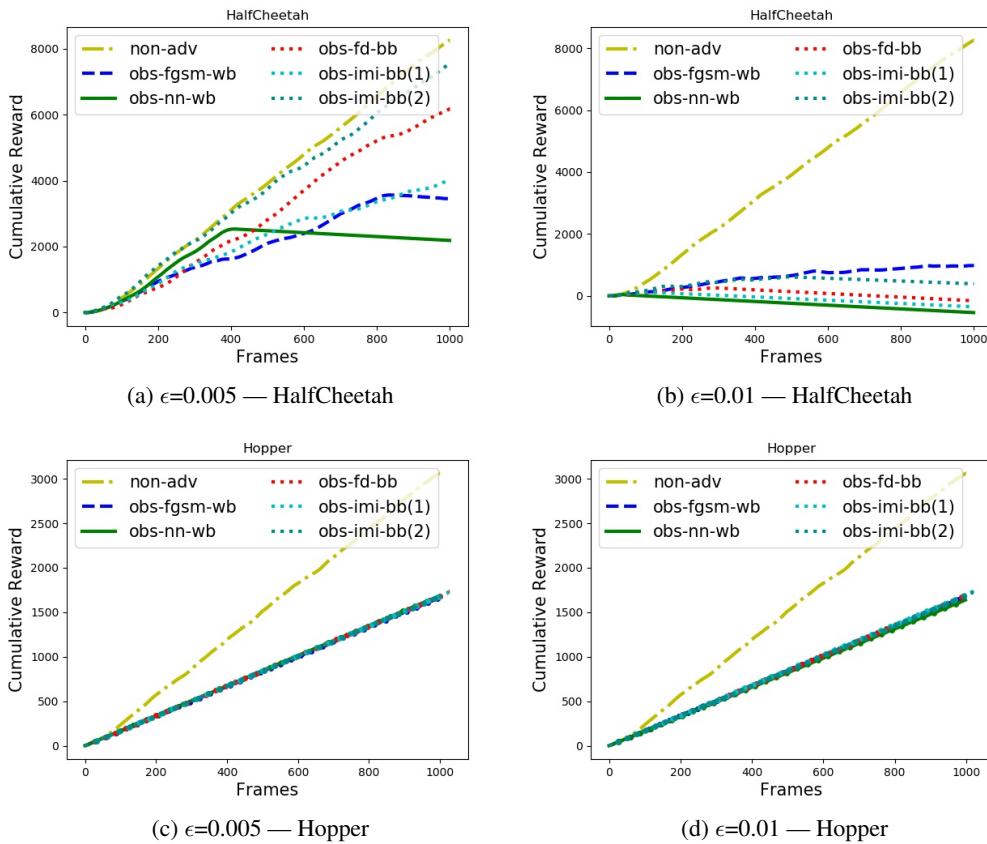 HalfCheetah
non-adv
obs-fgsm-wb
obs-nn-wb
obs-fd-bb
obs-imi-bb(1)
obs-imi-bb(2)
8000
6000
4000
2000
0
Cumulative Reward
0 200 400 600 800 1000
Frames
(a) ϵ=0.005 — HalfCheetah
HalfCheetah
non-adv
obs-fgsm-wb
obs-nn-wb
obs-fd-bb
obs-imi-bb(1)
obs-imi-bb(2)
8000
6000
4000
2000
0
Cumulative Reward
0 200 400 600 800 1000
Frames
(b) ϵ=0.01 — HalfCheetah
Hopper
non-adv
obs-fgsm-wb
obs-nn-wb
obs-fd-bb
obs-imi-bb(1)
obs-imi-bb(2)
3000
2500
2000
1500
1000
500
0
Cumulative Reward
0 200 400 600 800 1000
Frames
(c) ϵ=0.005 — Hopper
Hopper
non-adv
obs-fgsm-wb
obs-nn-wb
obs-fd-bb
obs-imi-bb(1)
obs-imi-bb(2)
3000
2500
2000
1500
1000
500
0
Cumulative Reward
0 200 400 600 800 1000
Frames
(d) ϵ=0.01 — Hopper